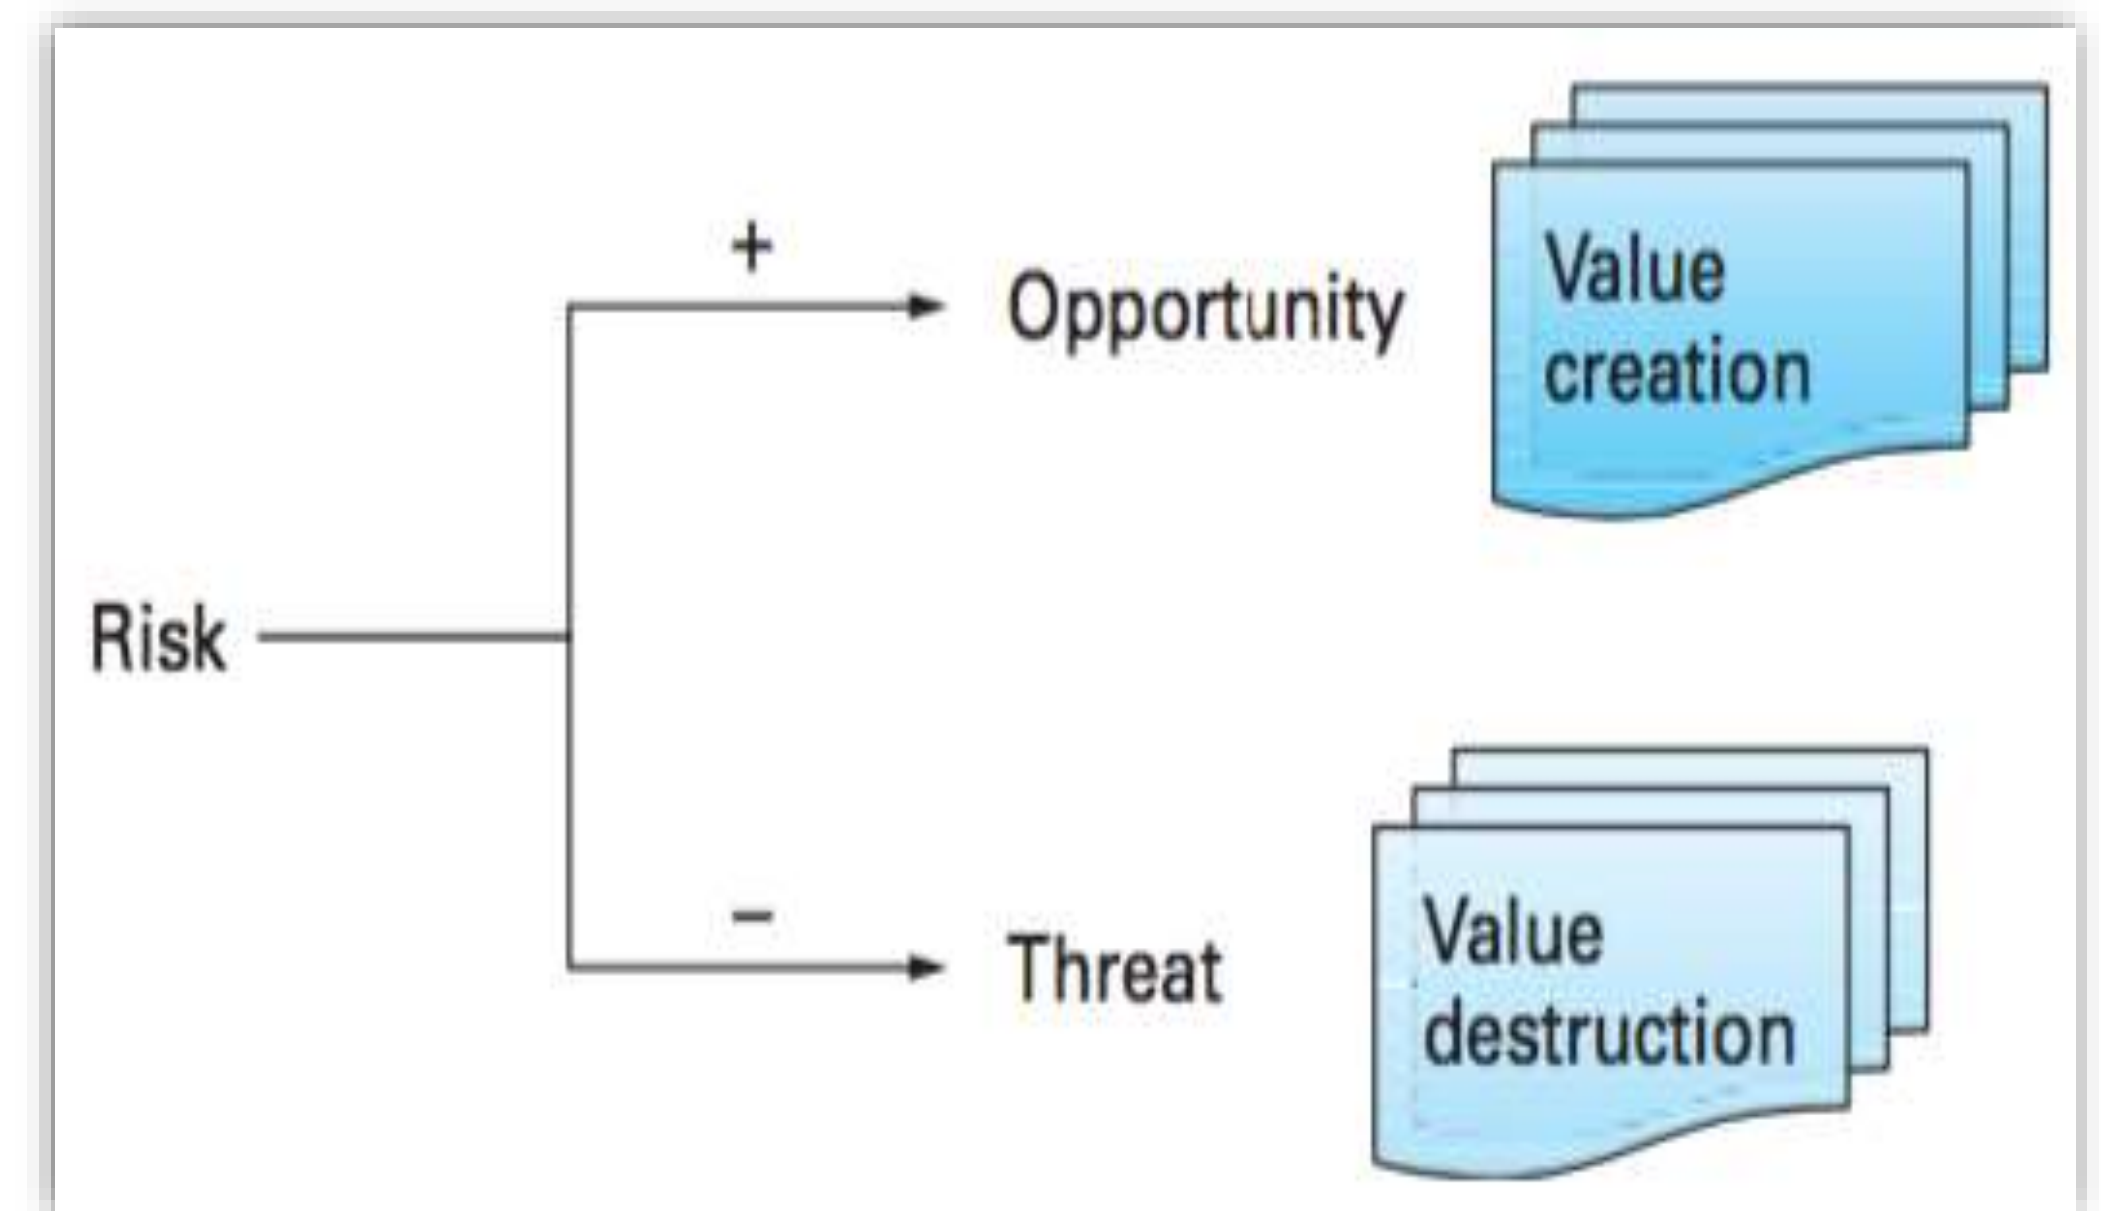 +
Opportunity
Value
creation
Risk
–
Threat
Value
destruction